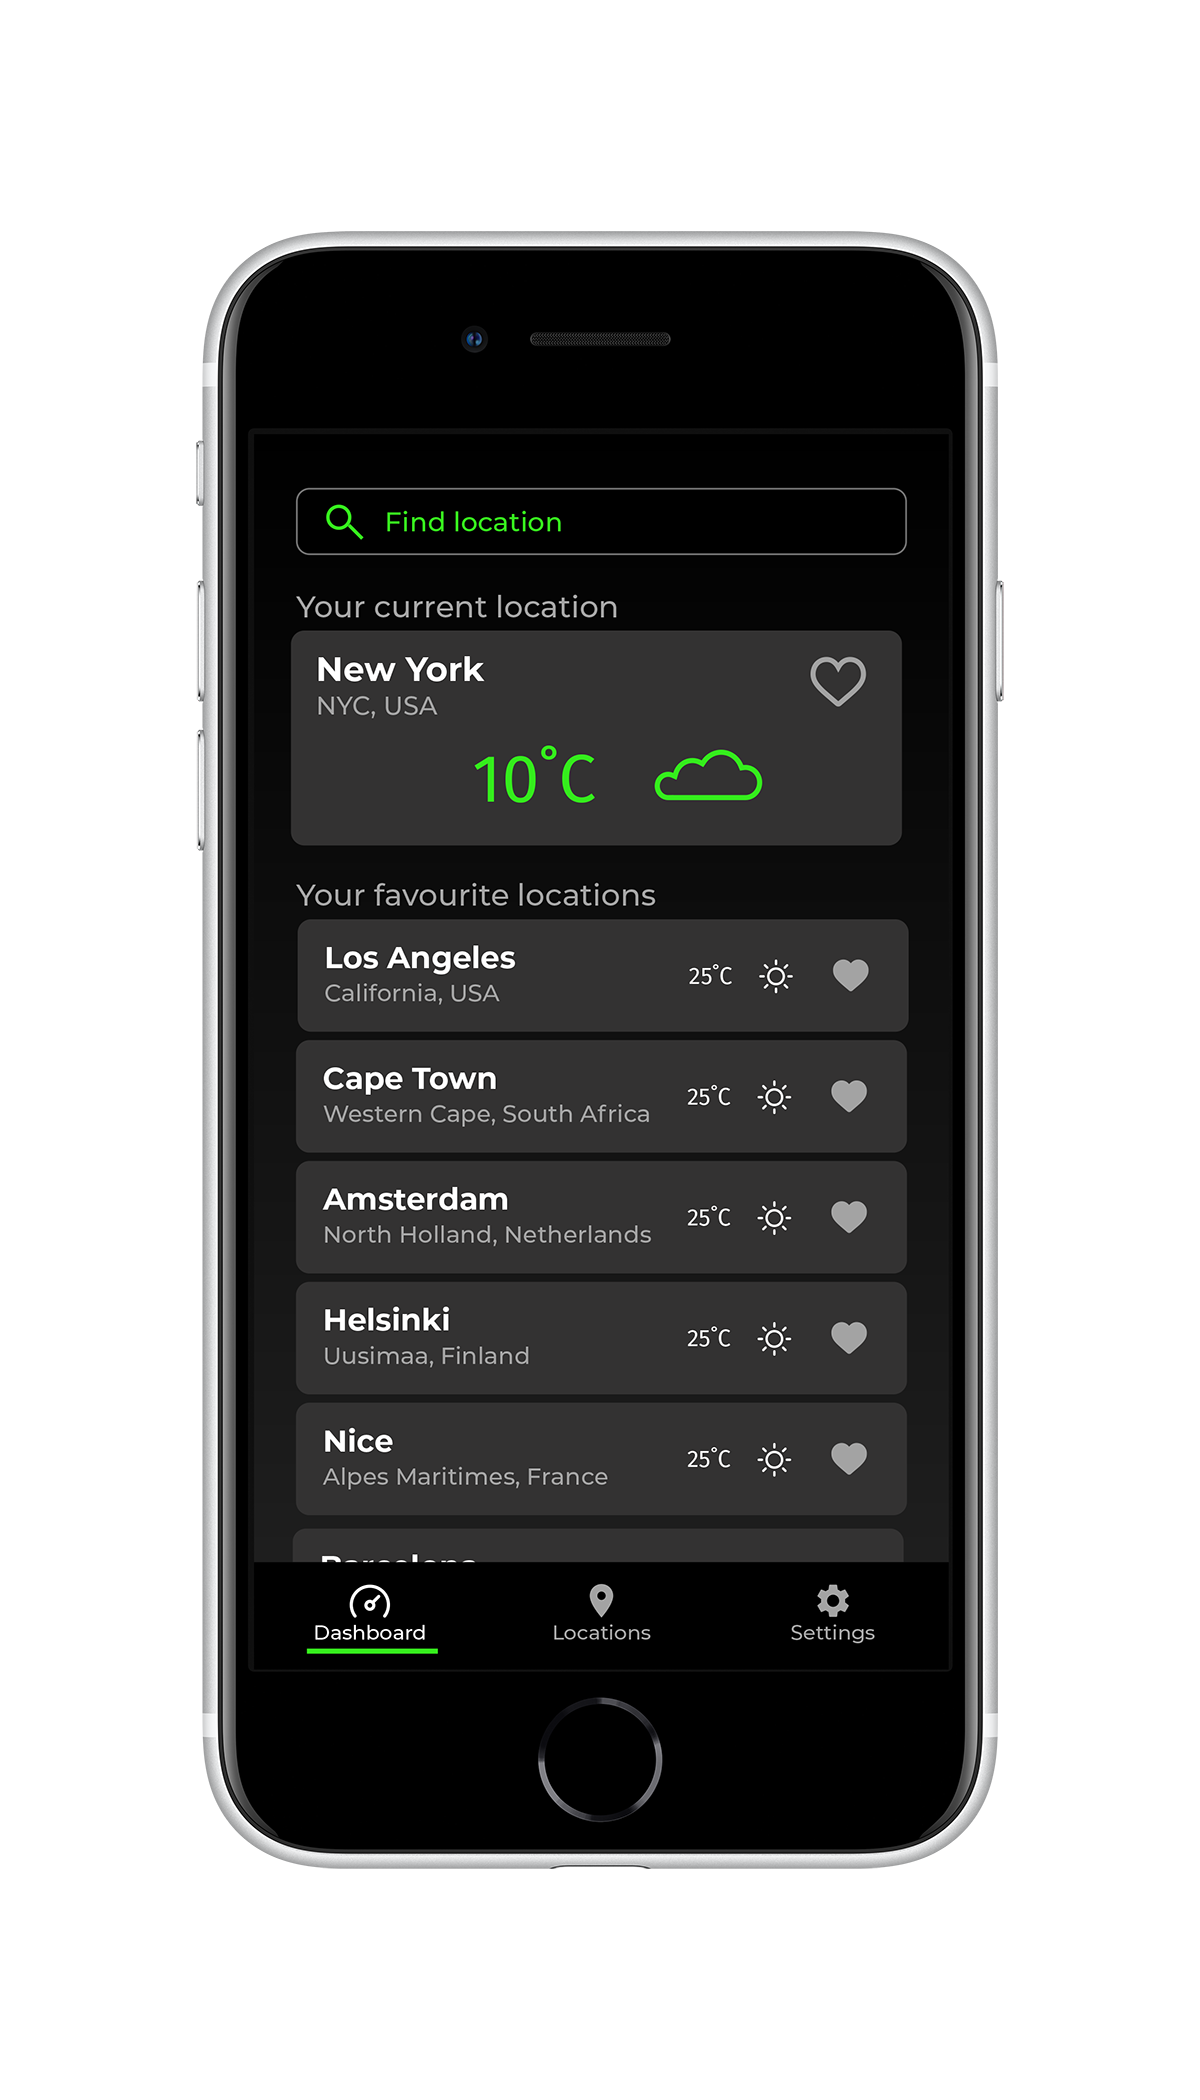 Find location
Your current location
New York
NYC, USA
10°C
Your favourite locations
Los Angeles
California, USA
25°C
Cape Town
Western Cape, South Africa
25°C
Amsterdam
North Holland, Netherlands
25°C
Helsinki
Uusimaa, Finland
25°C
Nice
Alpes Maritimes, France
25°C
Barcelona
Dashboard
Locations
Settings